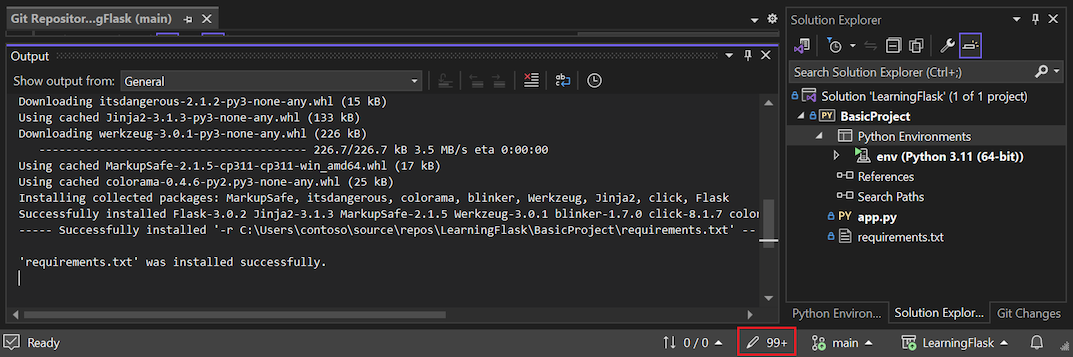 Git Repositor...gFlask (main)
Output
Show output from: General
Downloading itsdangerous-2.1.2-py3-none-any.whl (15 kB)
Using cached Jinja2-3.1.3-py3-none-any.whl (133 kB)
Downloading werkzeug-3.0.1-py3-none-any.whl (226 kB)
---------------------------------------- 226.7/226.7 kB 3.5 MB/s eta 0:00:00
Using cached MarkupSafe-2.1.5-cp311-cp311-win_amd64.whl (17 kB)
Using cached colorama-0.4.6-py2.py3-none-any.whl (25 kB)
Installing collected packages: MarkupSafe, itsdangerous, colorama, blinker, Werkzeug, Jinja2, click, Flask
Successfully installed Flask-3.0.2 Jinja2-3.1.3 MarkupSafe-2.1.5 Werkzeug-3.0.1 blinker-1.7.0 click-8.1.7 color
----- Successfully installed '-r C:\Users\contoso\source\repos\LearningFlask\BasicProject\requirements.txt' --
'requirements.txt' was installed successfully.
Solution Explorer
Search Solution Explorer (Ctrl+;)
Solution 'LearningFlask' (1 of 1 project)
PY BasicProject
Python Environments
env (Python 3.11 (64-bit))
References
Search Paths
PY app.py
requirements.txt
Python Environ... Solution Explor... Git Changes
Ready 0 / 0 99+ main LearningFlask